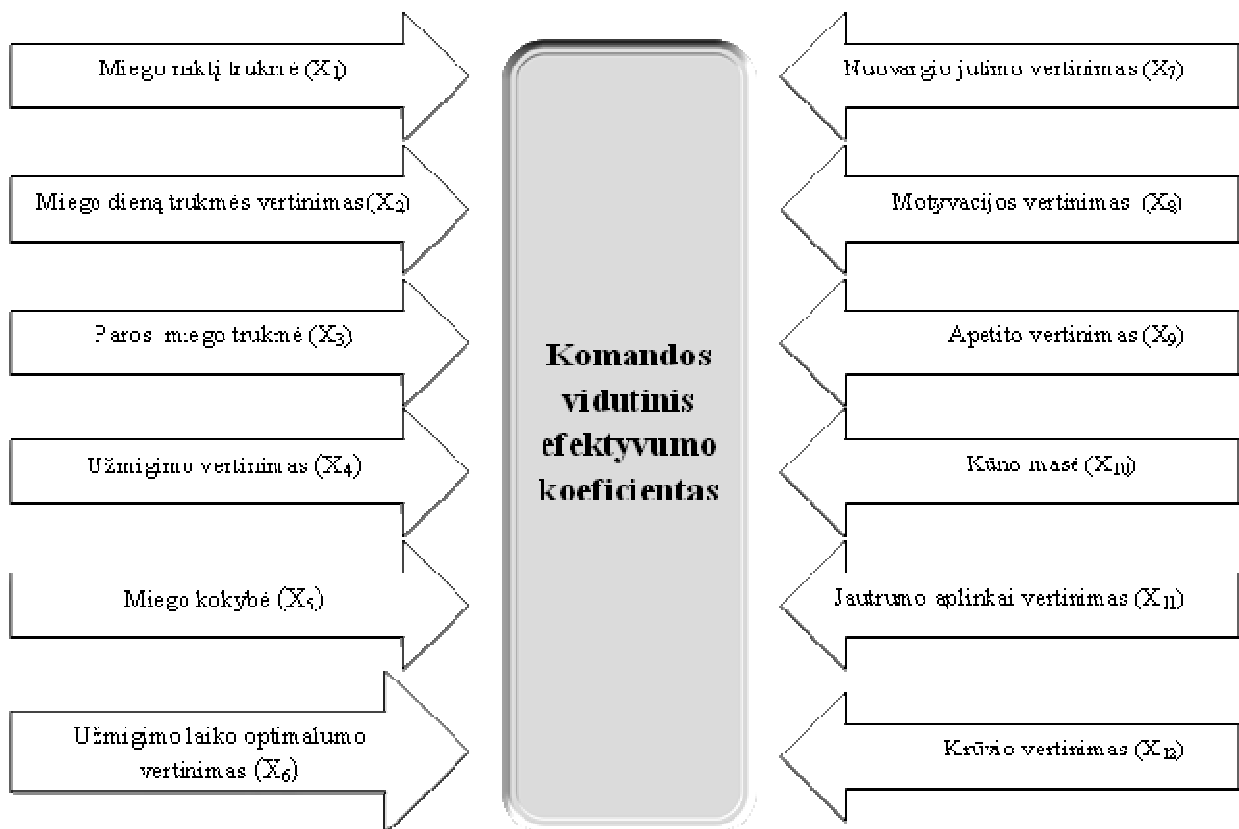 Miego naktį trukmė (X1)
Miego dieną trukmės vertinimas(X2)
Paros miego trukmė (X3)
Užmigimo vertinimas (X4)
Miego kokybė (X5)
Užmigimo laiko optimalumo
vertinimas (X6)
Komandos
vidutinis
efektyvumo
koeficientas
Nuovargio jutimo vertinimas (X7)
Motyvacijos vertinimas (X8)
Apetito vertinimas (X9)
Kūno masė (X10)
Jautrumo aplinkai vertinimas (X11)
Krūvio vertinimas (X12)